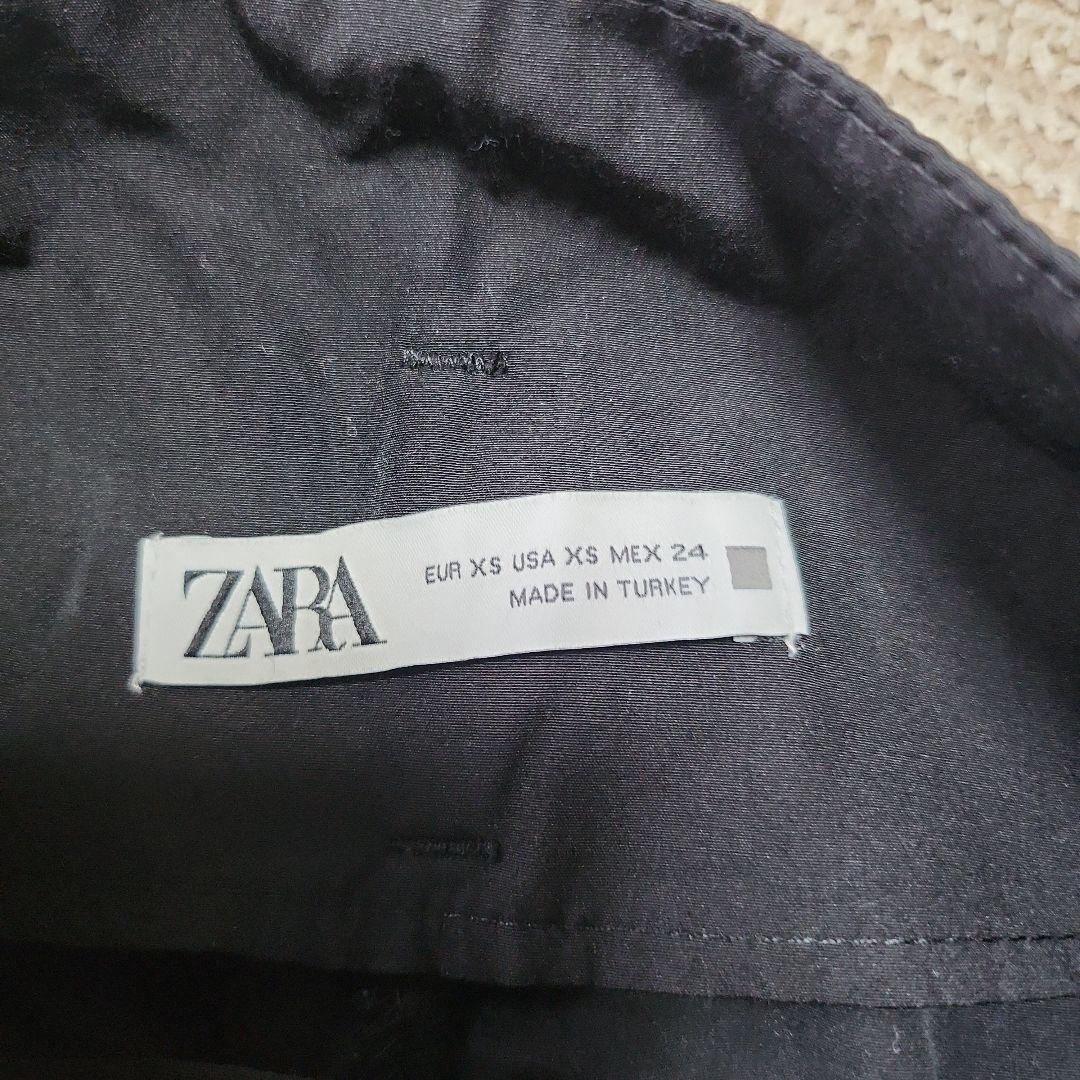 ZARA
EUR XS USA XS MEX 24
MADE IN TURKEY